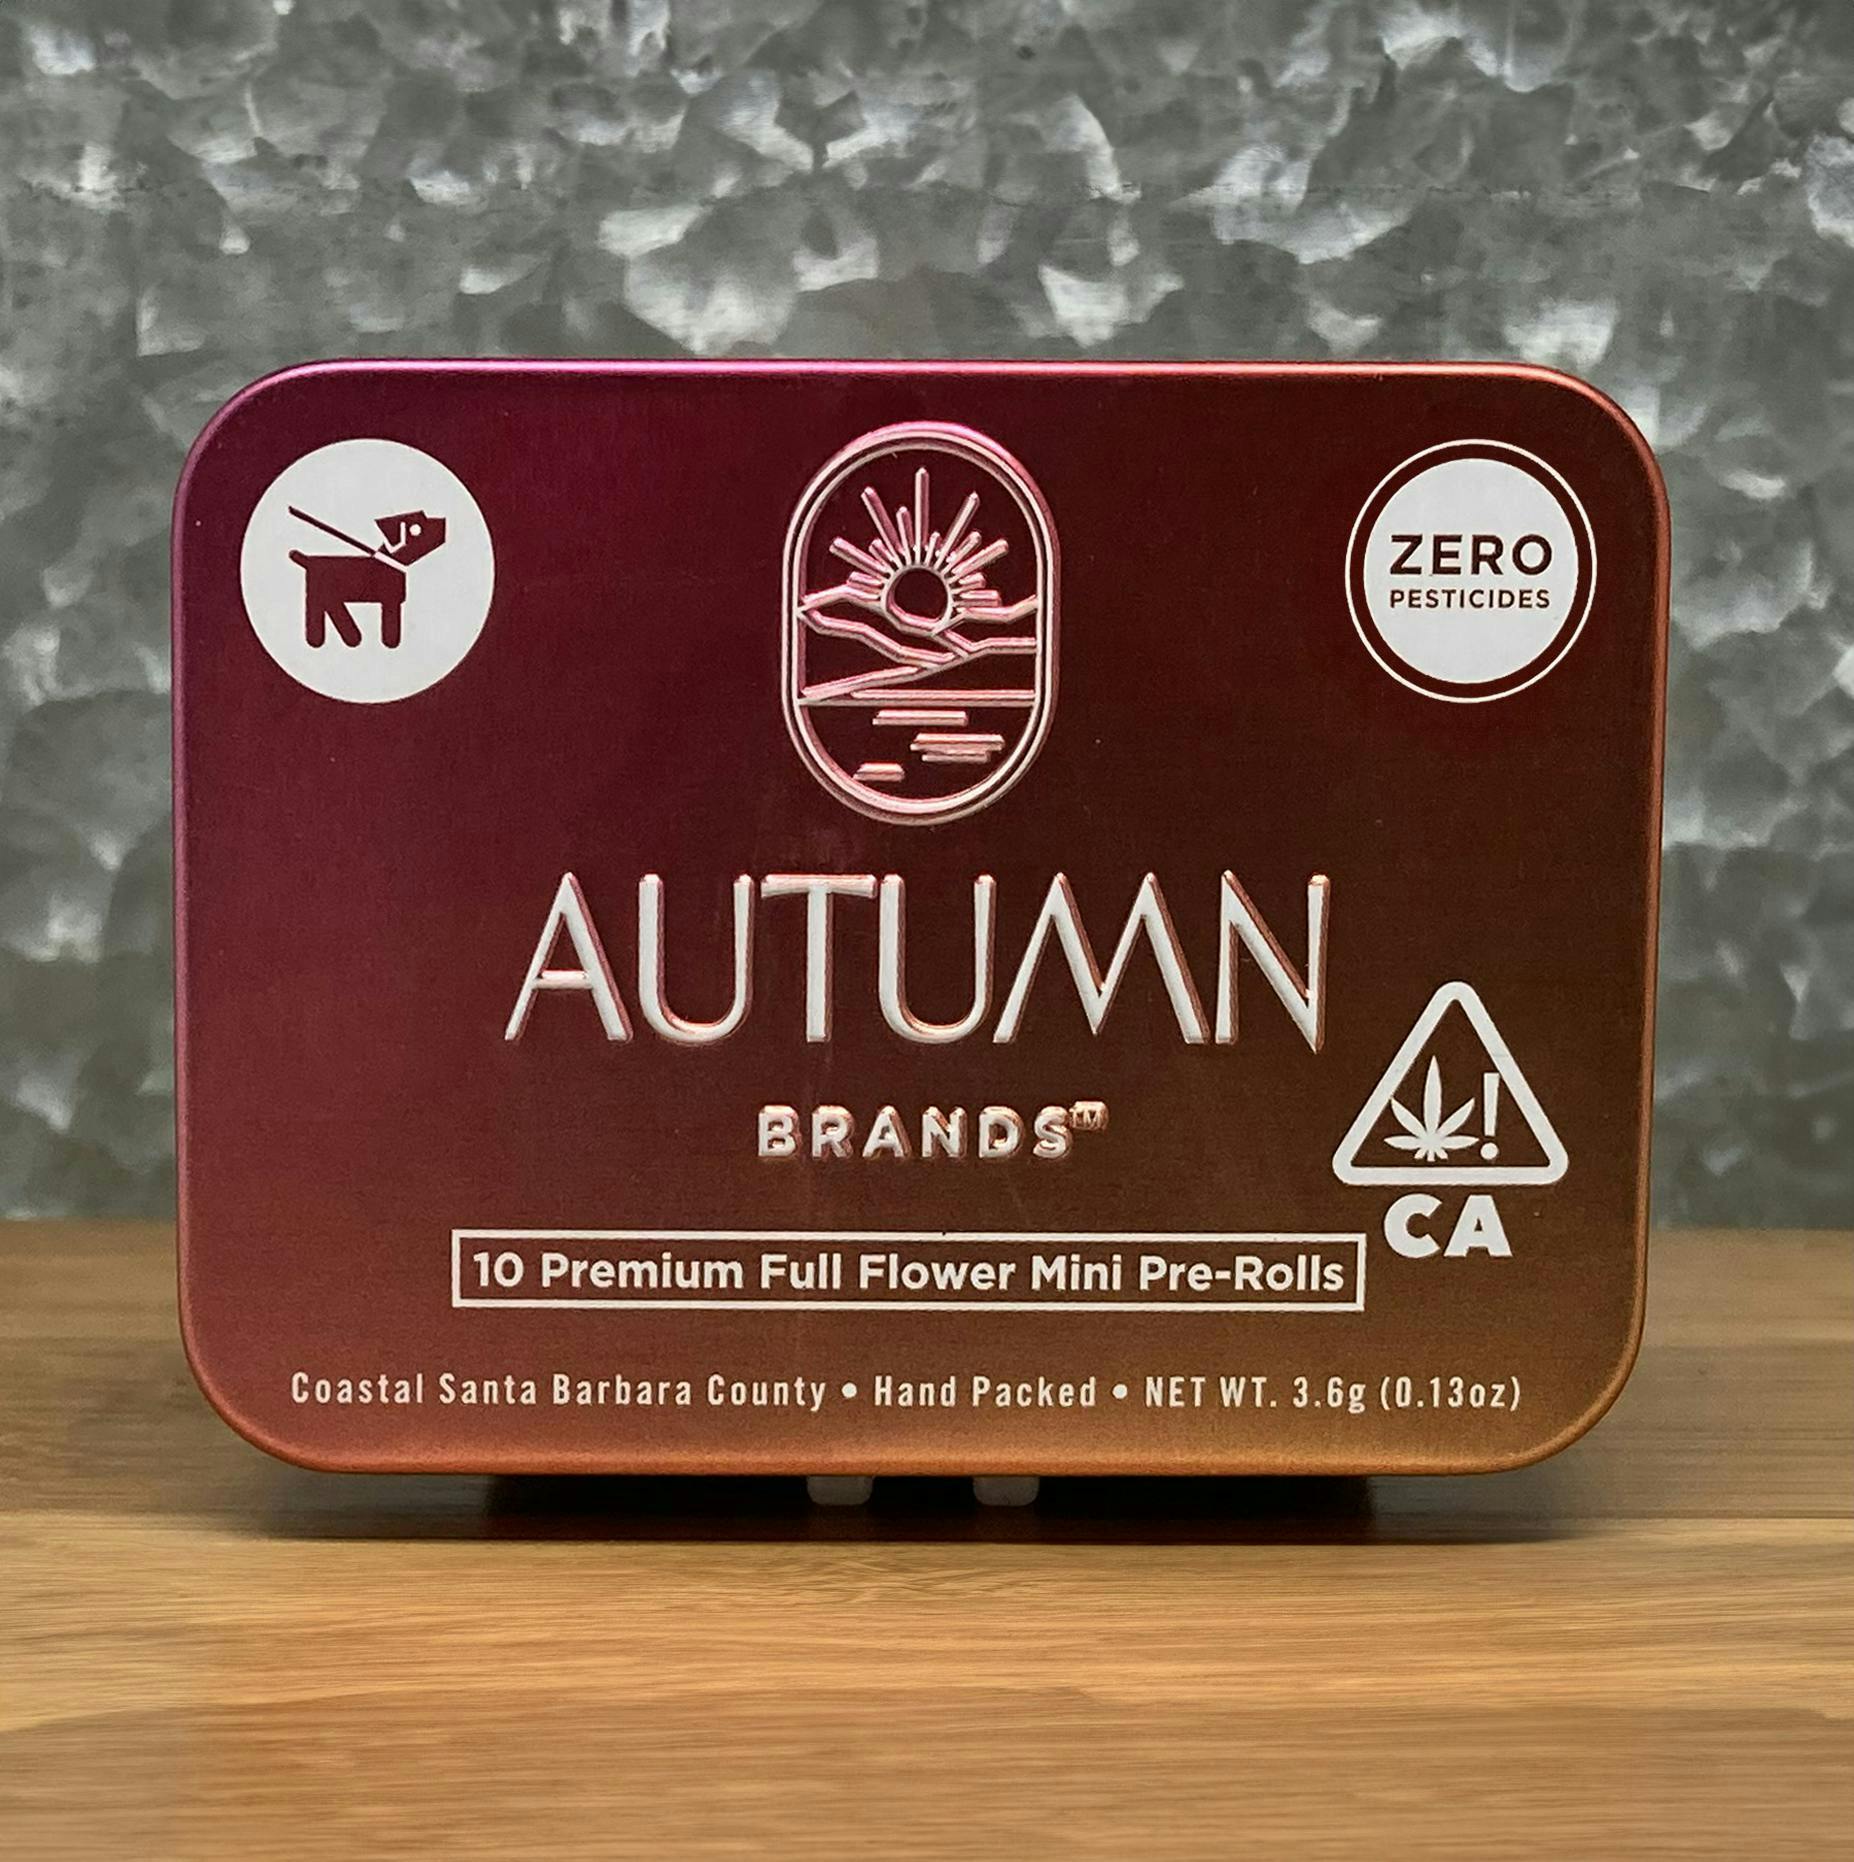 ZERO
PESTICIDES
AUTUMN
BRANDS™
CA
10 Premium Full Flower Mini Pre-Rolls
Coastal Santa Barbara County • Hand Packed • NET WT. 3.6g (0.13oz)